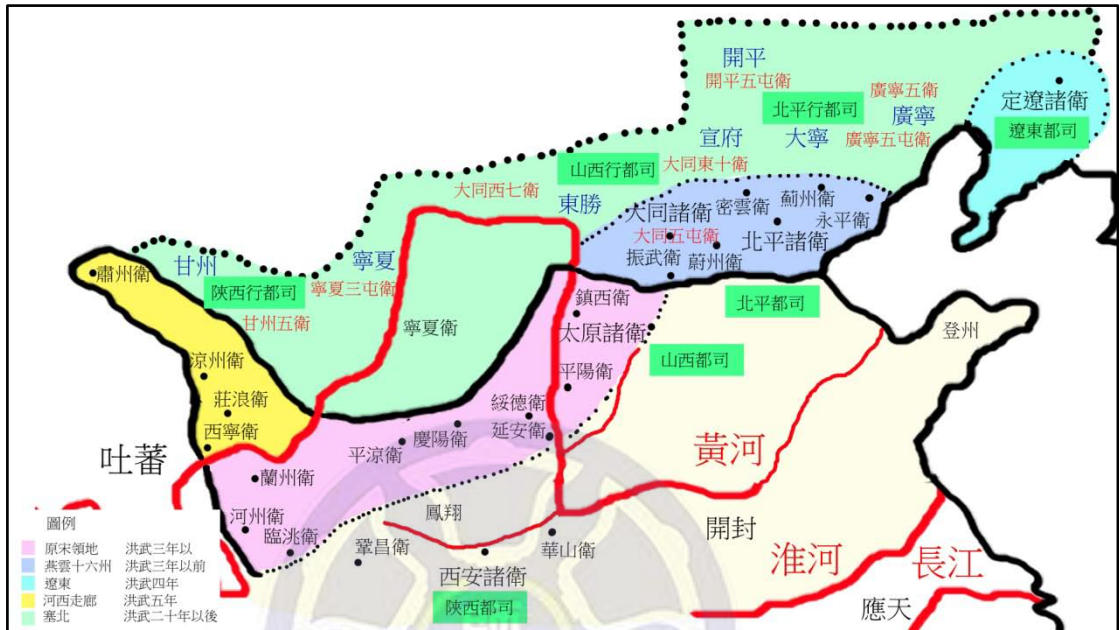 開平
開平五屯衛
北平行都司
廣寧五衛
廣寧
廣寧五屯衛
定遼諸衛
遼東都司
宣府
大寧
山西行都司
大同東十衛
大同西七衛
東勝
大同諸衛
大同五屯衛
密雲衛
薊州衛
永平衛
北平諸衛
振武衛
蔚州衛
甘州
寧夏
肅州衛
陝西行都司
寧夏三屯衛
甘州五衛
寧夏衛
鎮西衛
太原諸衛
北平都司
登州
山西都司
平陽衛
涼州衛
莊浪衛
西寧衛
綏德衛
延安衛
慶陽衛
平涼衛
吐蕃
蘭州衛
黃河
河州衛
臨洮衛
鳳翔
鞏昌衛
華山衛
西安諸衛
陝西都司
開封
淮河
長江
應天
圖例
原宋領地 洪武三年以
燕雲十六州 洪武三年以前
遼東 洪武四年
河西走廊 洪武五年
塞北 洪武二十年以後